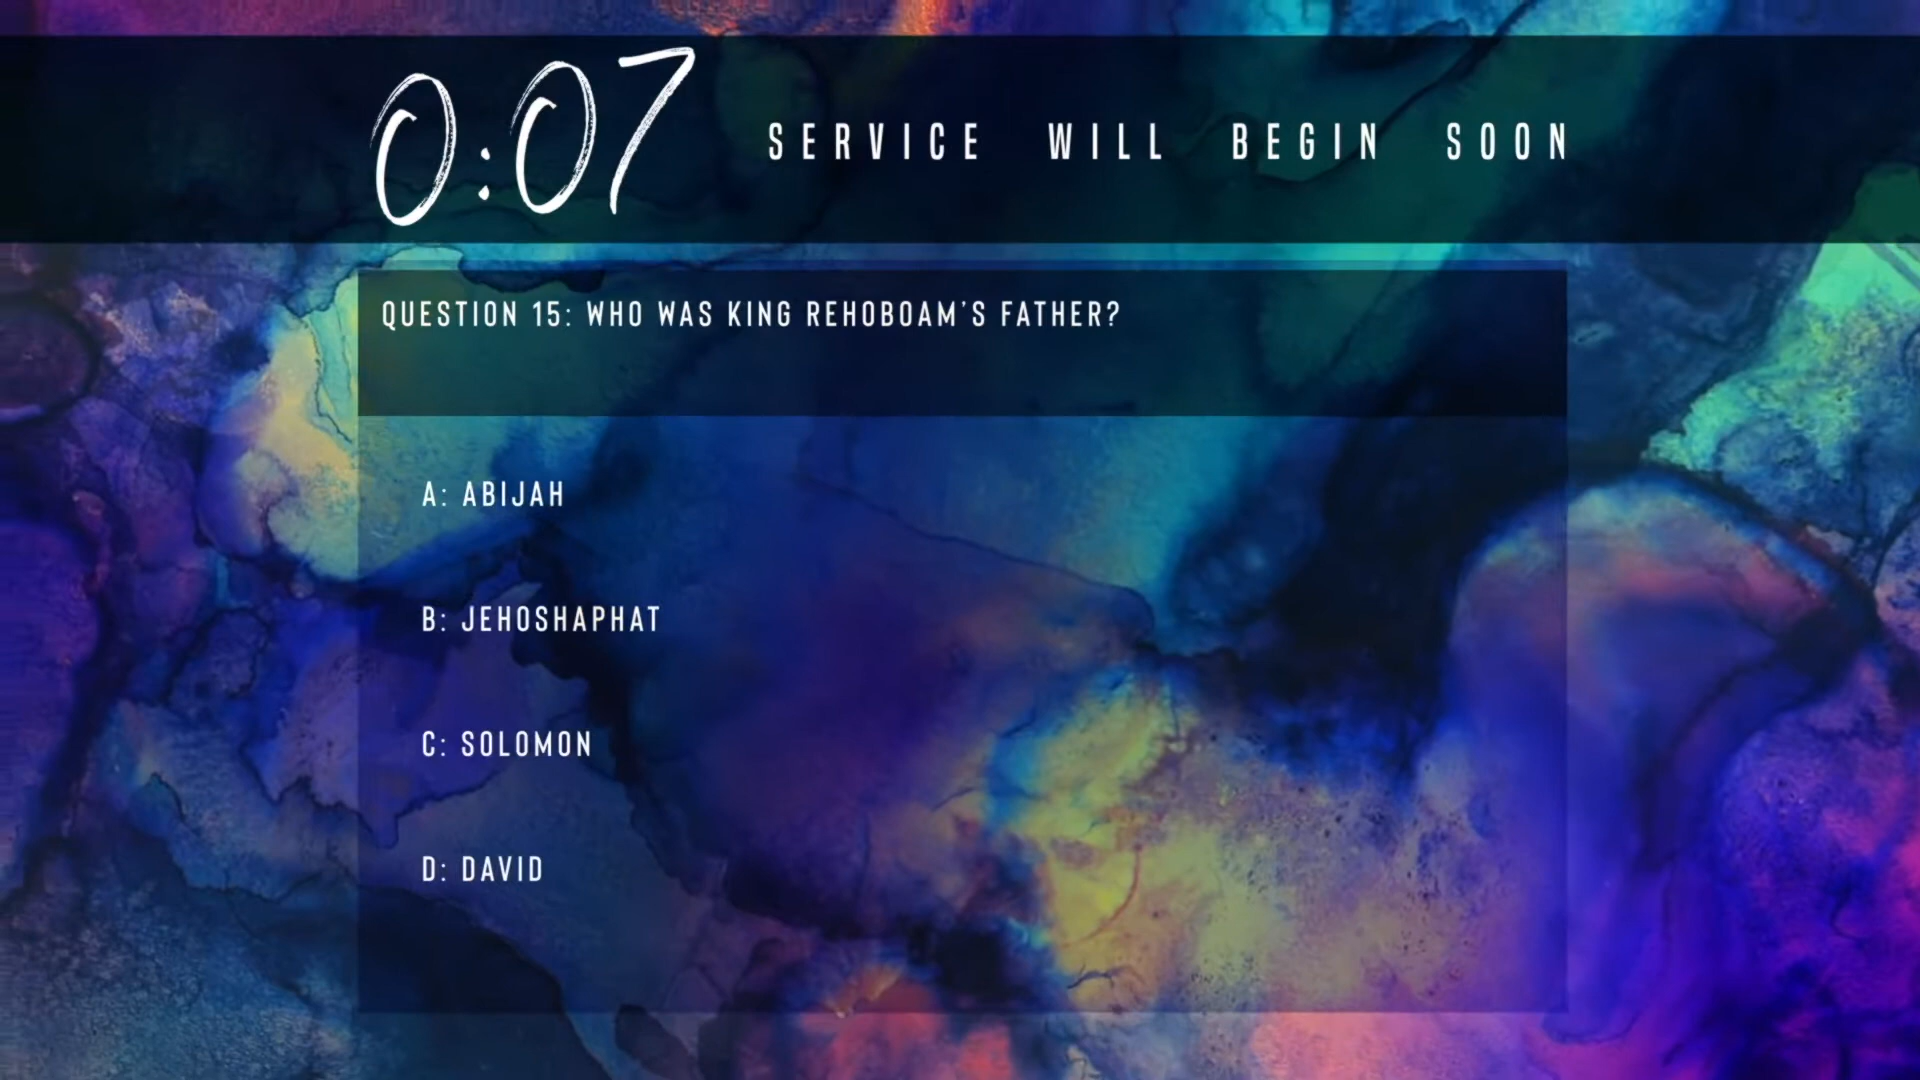 0:07 SERVICE WILL BEGIN SOON
QUESTION 15: WHO WAS KING REHOBOAM'S FATHER?
A: ABIJAH
B: JEHOSHAPHAT
C: SOLOMON
D: DAVID